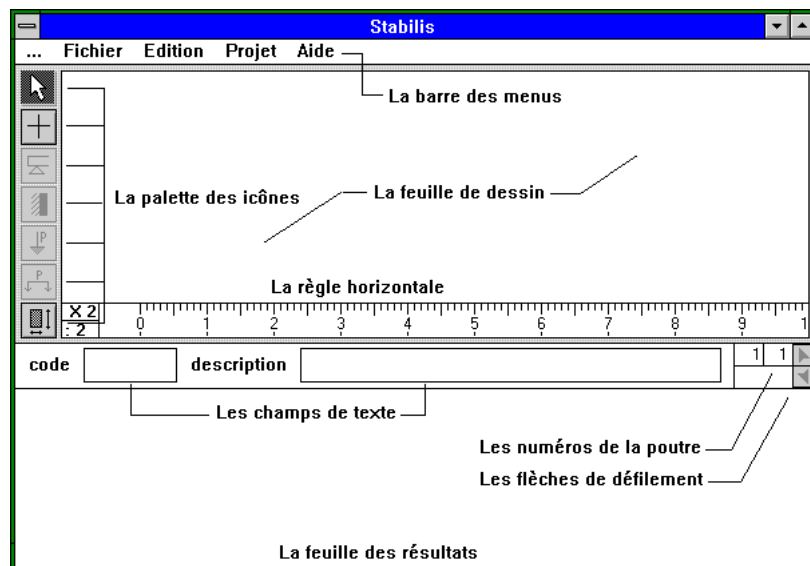 Stabilis
... Fichier Edition Projet Aide
La barre des menus
La palette des icônes
La feuille de dessin
P
P
La règle horizontale
X 2
: 2
0 1 2 3 4 5 6 7 8 9 1
code description 1 1
Les champs de texte
Les numéros de la poutre
Les flèches de défilement
La feuille des résultats